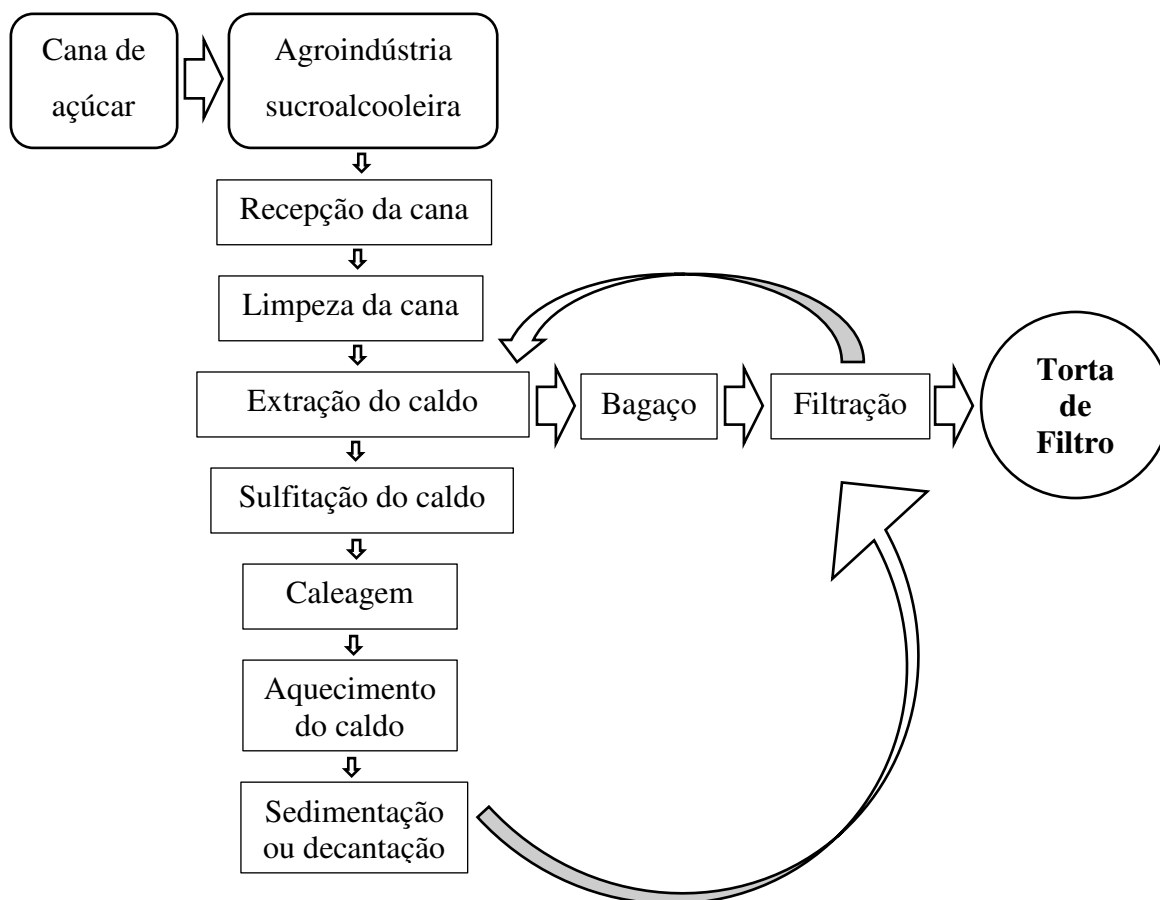 Cana de
açúcar
Agroindústria
sucroalcooleira
Recepção da cana
Limpeza da cana
Extração do caldo
Bagaço
Filtração
Torta
de
Filtro
Sulfitação do caldo
Caleagem
Aquecimento
do caldo
Sedimentação
ou decantação